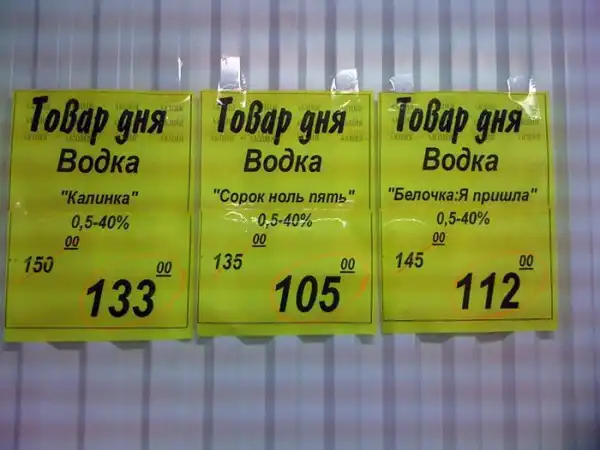 Товар дня
Водка
"Калинка"
0,5-40%
150 00
133 00
Товар дня
Водка
"Сорок ноль пять"
0,5-40%
135 00
105 00
Товар дня
Водка
"Белочка:Я пришла"
0,5-40%
145 00
112 00